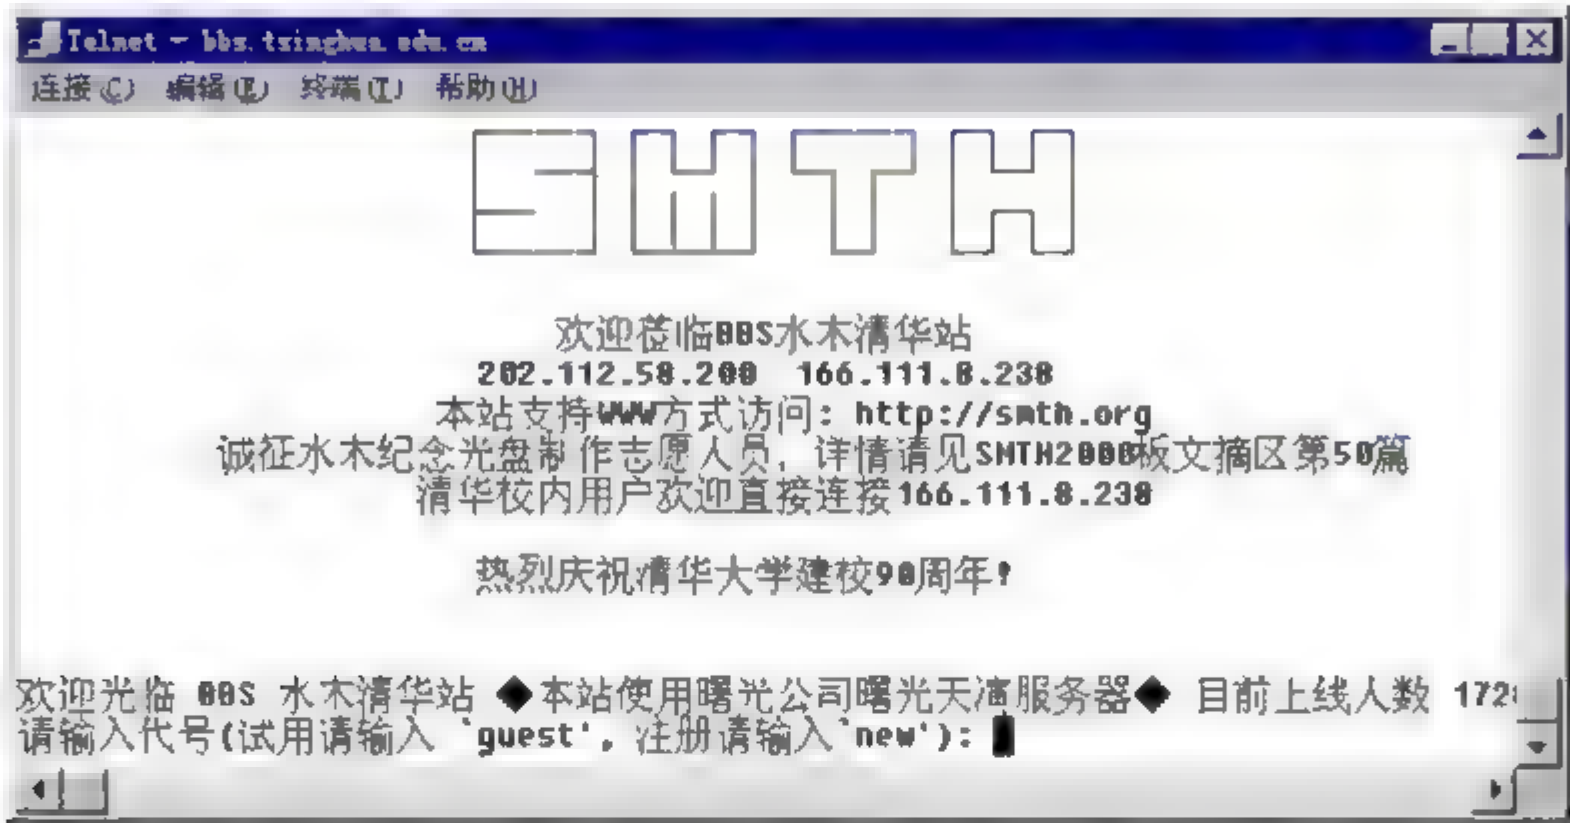 Telnet - bbs.tsinghua.edu.cn
连接(C) 编辑(E) 终端(T) 帮助(H)
SMTH
欢迎莅临BBS水木清华站
202.112.58.200 166.111.8.238
本站支持WWW方式访问: http://smth.org
诚征水木纪念光盘制作志愿人员, 详情请见SMTH2000板文摘区第50篇
清华校内用户欢迎直接连接166.111.8.238
热烈庆祝清华大学建校90周年!
欢迎光临 BBS 水木清华站 ◆本站使用曙光公司曙光天演服务器◆ 目前上线人数 172
请输入代号(试用请输入 `guest', 注册请输入`new'):